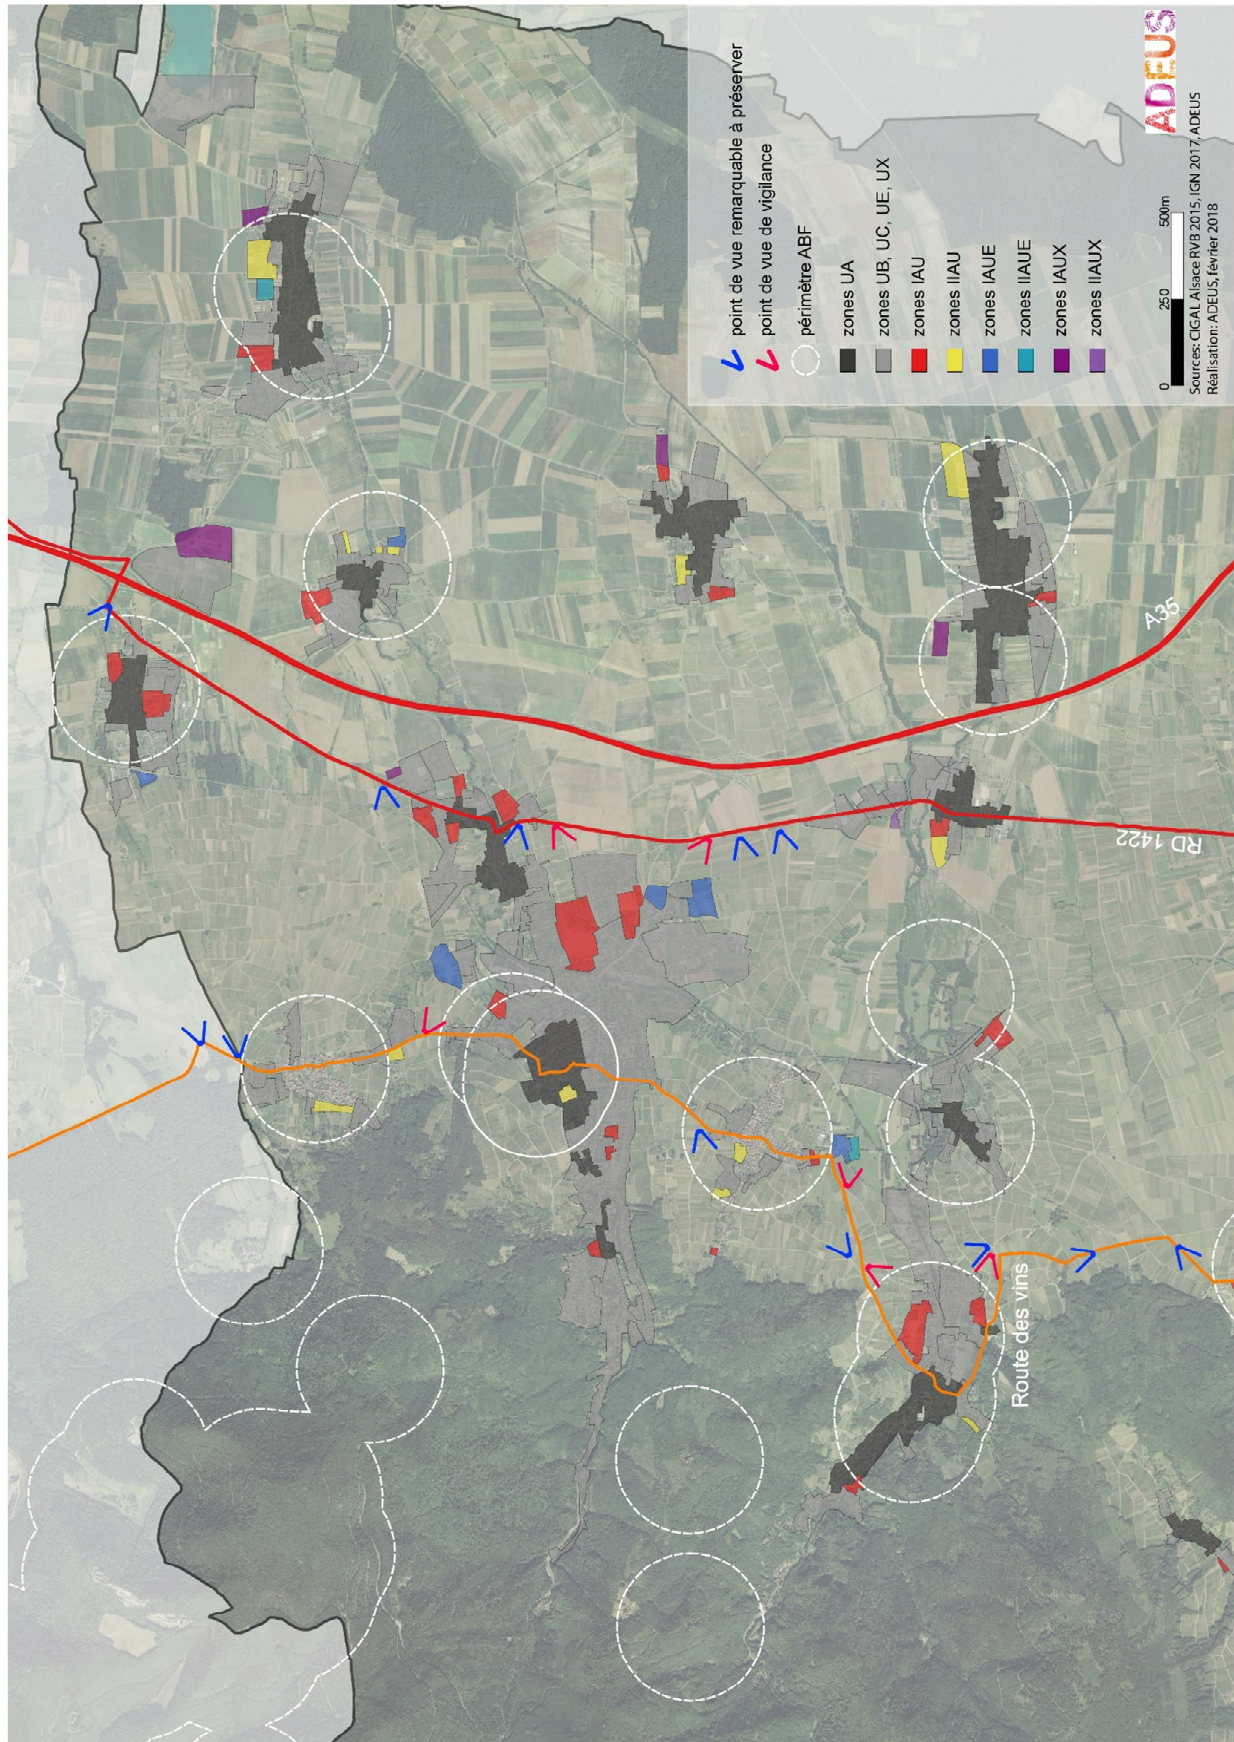 point de vue remarquable à préserver
point de vue de vigilance
périmètre ABF
zones UA
zones UB, UC, UE, UX
zones IAU
zones IIAU
zones IAUE
zones IIAUE
zones IAUX
zones IIAUX
0 250 500m
Sources: CIGAL Alsace RVB 2015, IGN 2017, ADEUS
Réalisation: ADEUS, février 2018
ADEUS
A35
RD 1422
Route des vins